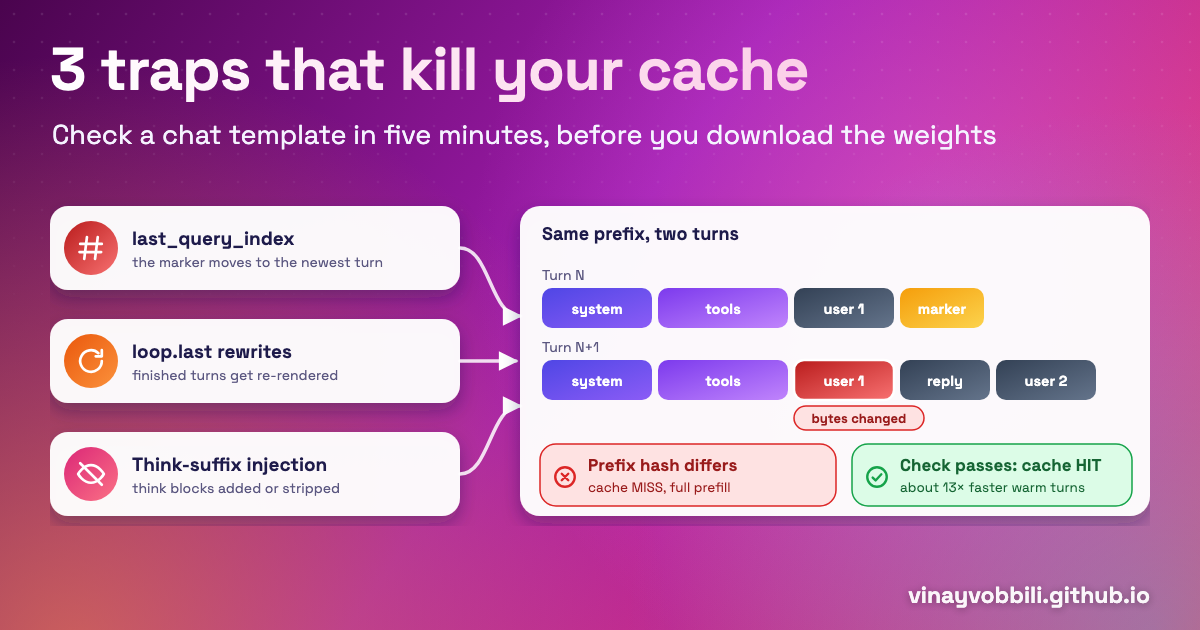 3 traps that kill your cache
Check a chat template in five minutes, before you download the weights
last_query_index
the marker moves to the newest turn
loop.last rewrites
finished turns get re-rendered
Think-suffix injection
think blocks added or stripped
Same prefix, two turns
Turn N
system tools user 1 marker
Turn N+1
system tools user 1 reply user 2
bytes changed
Prefix hash differs
cache MISS, full prefill
Check passes: cache HIT
about 13× faster warm turns
vinayvobbili.github.io